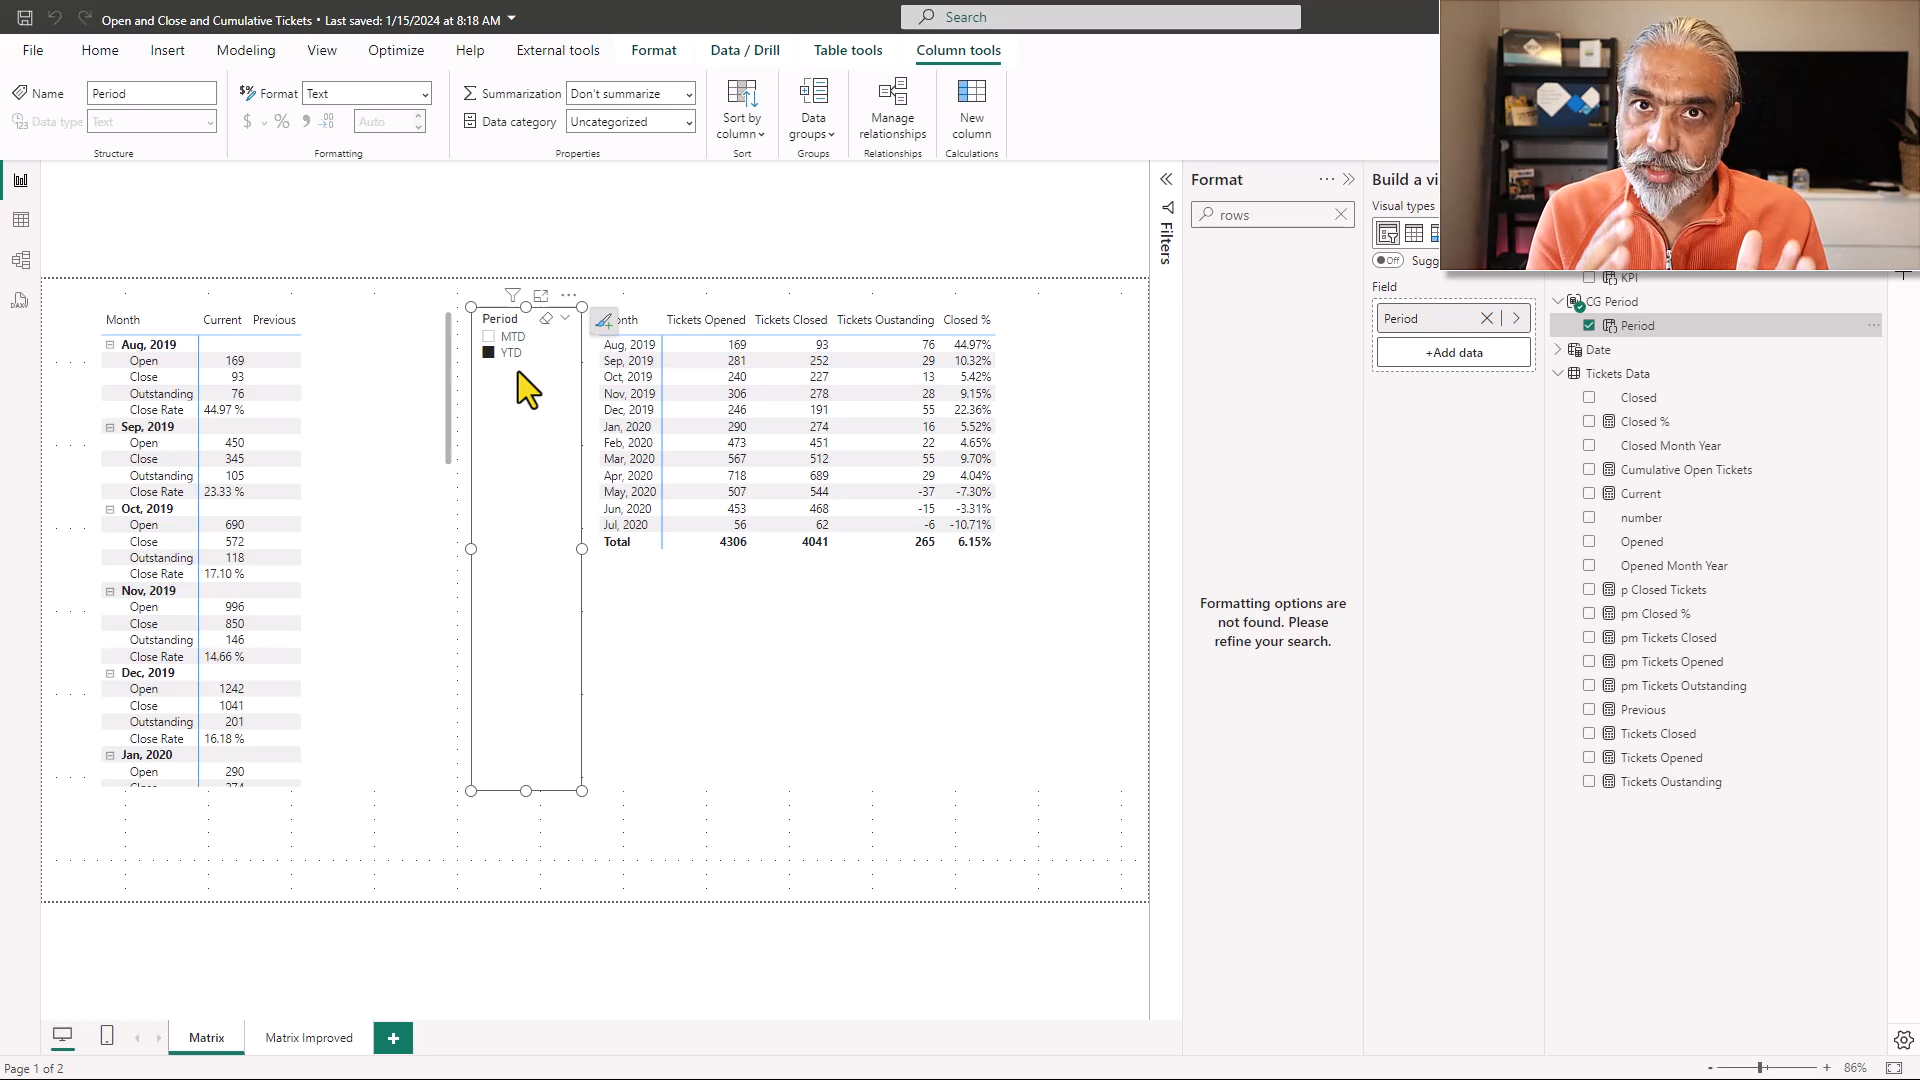 Open and Close and Cumulative Tickets • Last saved: 1/15/2024 at 8:18 AM
Search
File Home Insert Modeling View Optimize Help External tools Format Data / Drill Table tools Column tools
Name Period
Data type Text
Structure
Format Text
$ % Auto
Formatting
Summarization Don't summarize
Data category Uncategorized
Properties
Sort by column
Sort
Data groups
Groups
Manage relationships
Relationships
New column
Calculations
Month Current Previous
Aug, 2019
Open 169
Close 93
Outstanding 76
Close Rate 44.97 %
Sep, 2019
Open 450
Close 345
Outstanding 105
Close Rate 23.33 %
Oct, 2019
Open 690
Close 572
Outstanding 118
Close Rate 17.10 %
Nov, 2019
Open 996
Close 850
Outstanding 146
Close Rate 14.66 %
Dec, 2019
Open 1242
Close 1041
Outstanding 201
Close Rate 16.18 %
Jan, 2020
Open 290
Period
MTD
YTD
onth Tickets Opened Tickets Closed Tickets Oustanding Closed %
Aug, 2019 169 93 76 44.97%
Sep, 2019 281 252 29 10.32%
Oct, 2019 240 227 13 5.42%
Nov, 2019 306 278 28 9.15%
Dec, 2019 246 191 55 22.36%
Jan, 2020 290 274 16 5.52%
Feb, 2020 473 451 22 4.65%
Mar, 2020 567 512 55 9.70%
Apr, 2020 718 689 29 4.04%
May, 2020 507 544 -37 -7.30%
Jun, 2020 453 468 -15 -3.31%
Jul, 2020 56 62 -6 -10.71%
Total 4306 4041 265 6.15%
Filters
Format
rows
Formatting options are
not found. Please
refine your search.
Build a vi
Visual types
Off Sugg
Field
Period
+Add data
KPI
CG Period
Period
Date
Tickets Data
Closed
Closed %
Closed Month Year
Cumulative Open Tickets
Current
number
Opened
Opened Month Year
p Closed Tickets
pm Closed %
pm Tickets Closed
pm Tickets Opened
pm Tickets Outstanding
Previous
Tickets Closed
Tickets Opened
Tickets Oustanding
Matrix Matrix Improved +
Page 1 of 2
- + 86%